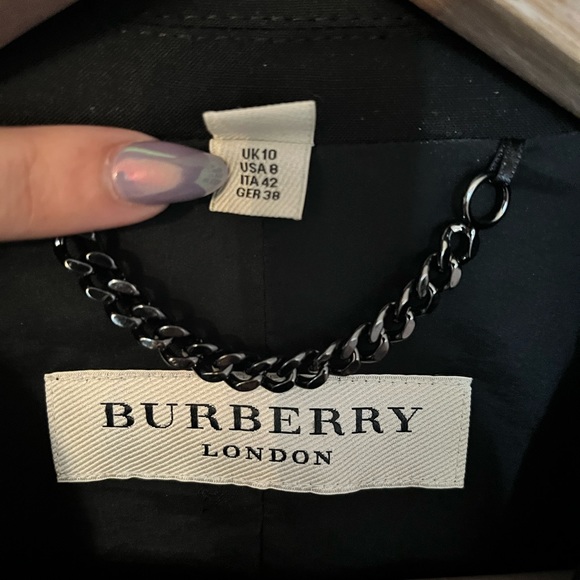 UK10
USA 8
ITA 42
GER 38
BURBERRY
LONDON